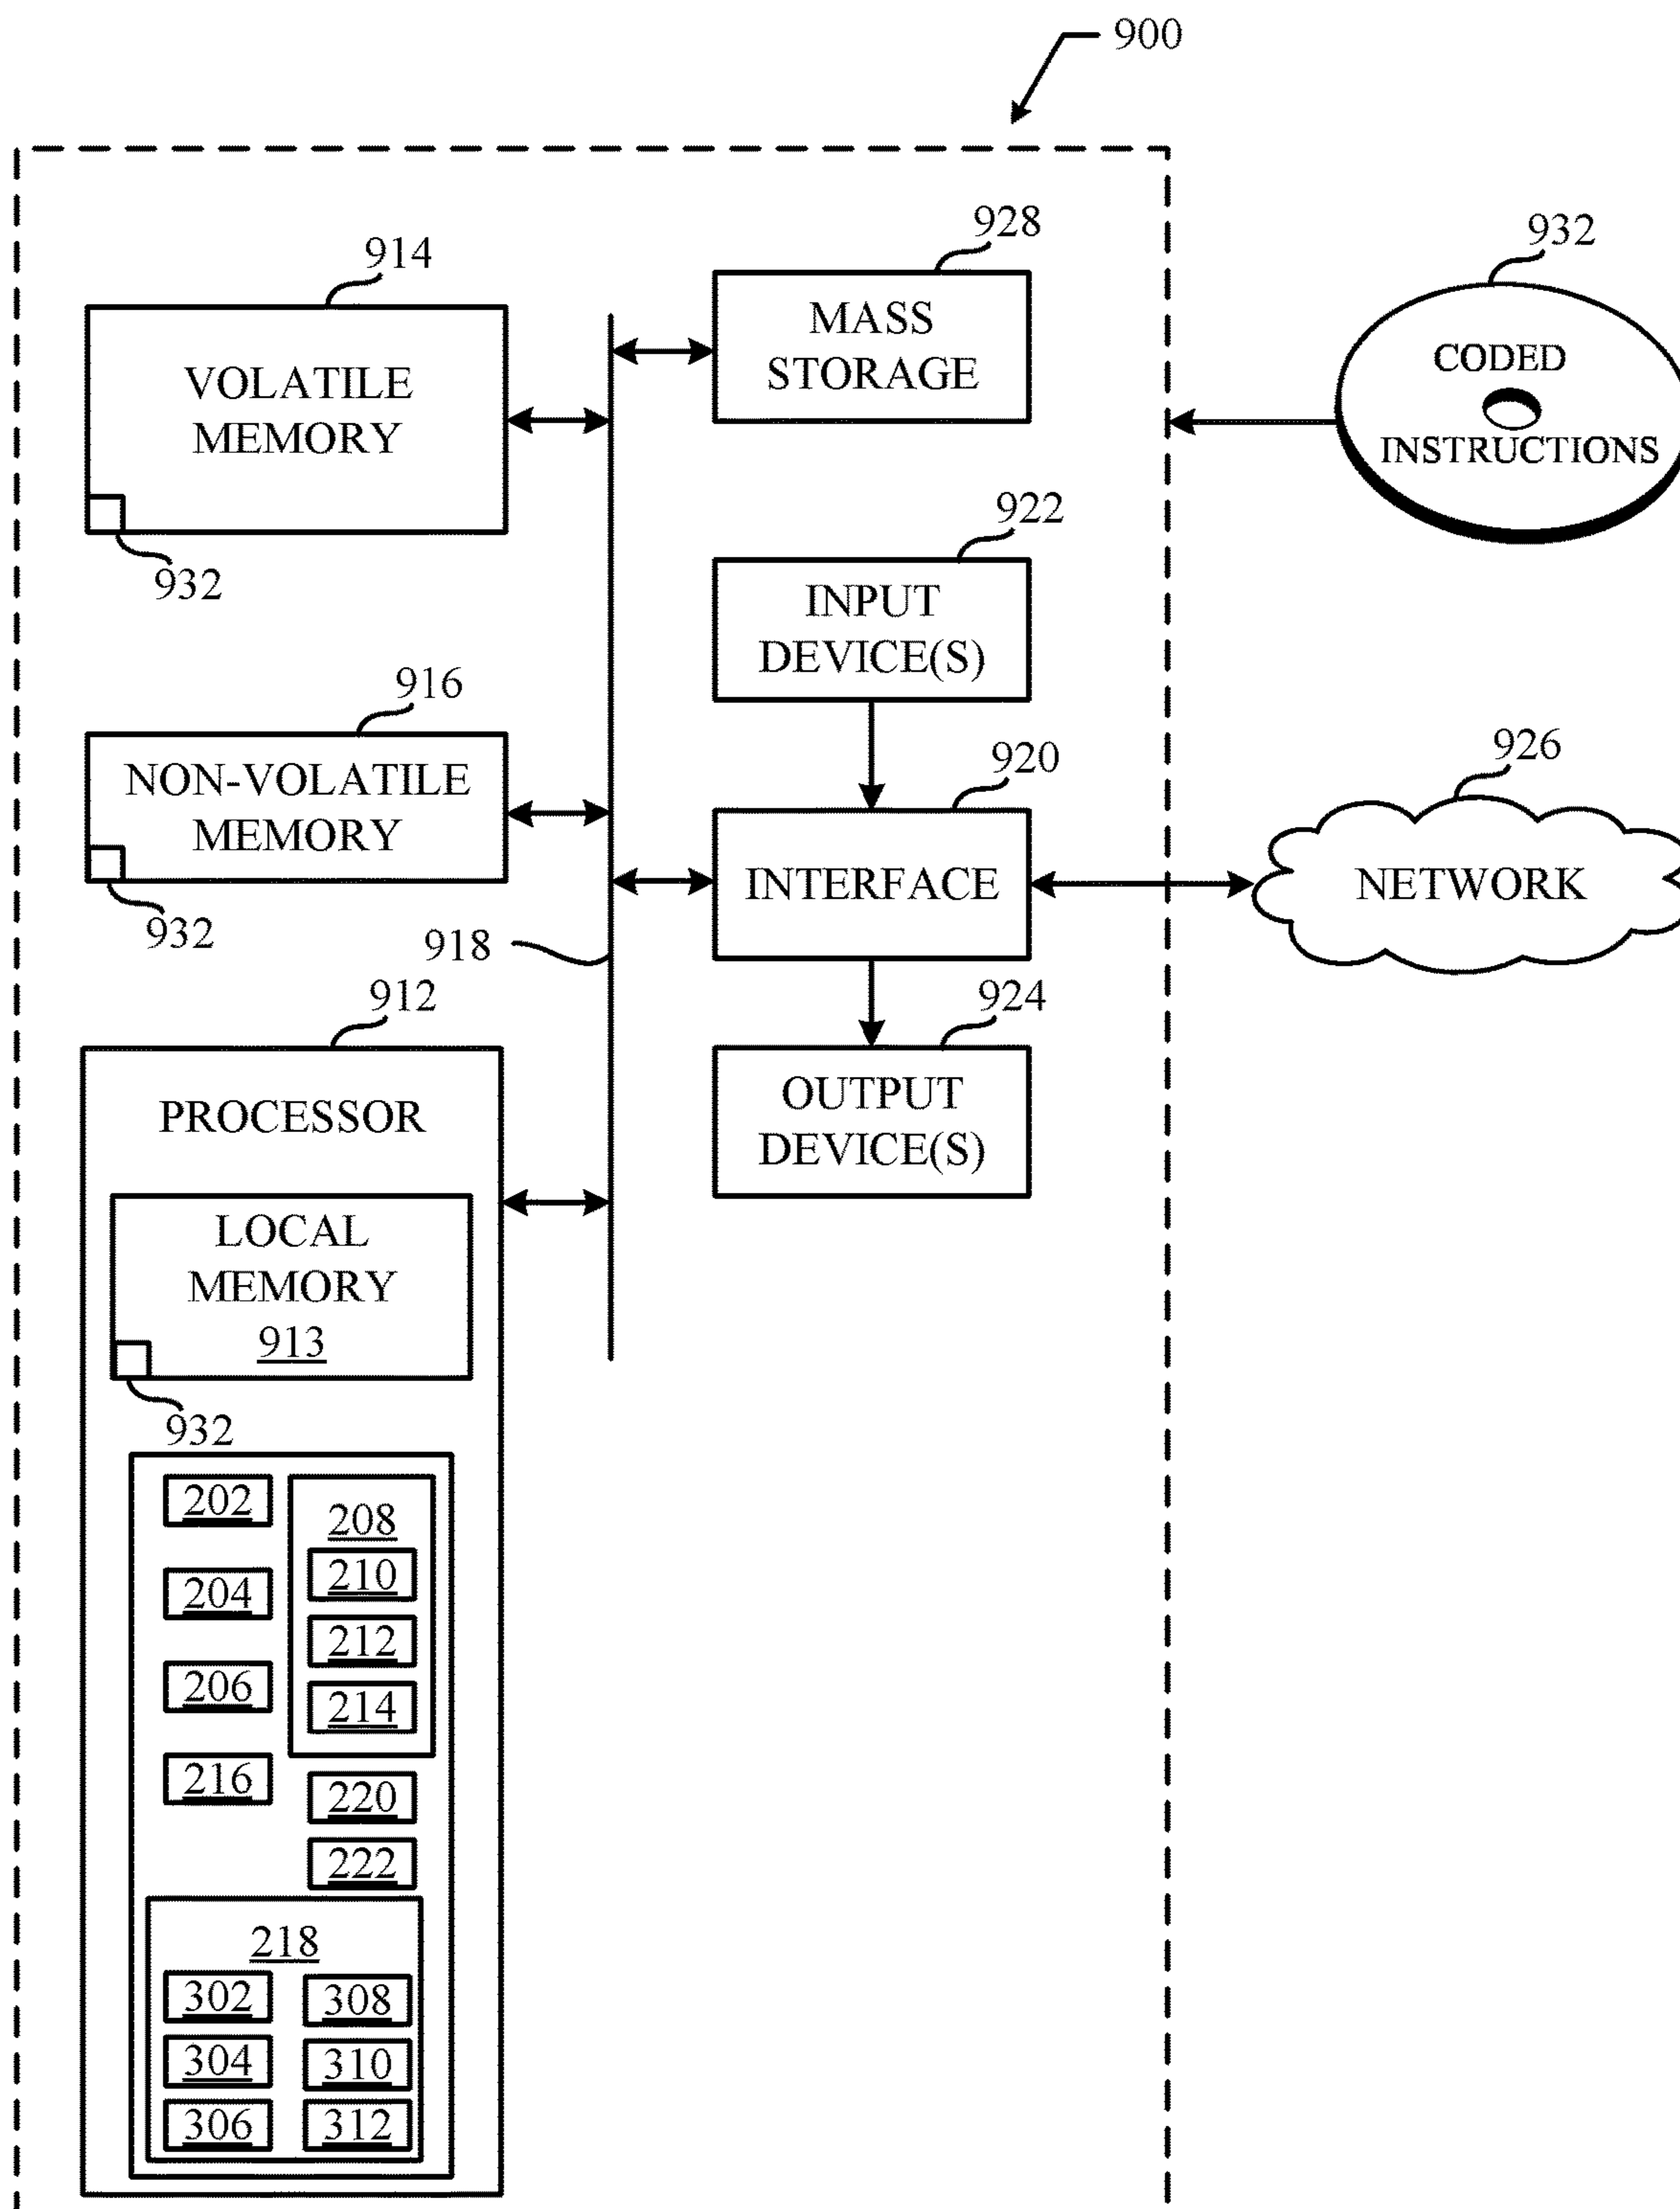 900
914
VOLATILE
MEMORY
932
928
MASS
STORAGE
932
CODED
INSTRUCTIONS
922
INPUT
DEVICE(S)
916
NON-VOLATILE
MEMORY
932
918
920
INTERFACE
926
NETWORK
924
OUTPUT
DEVICE(S)
912
PROCESSOR
LOCAL
MEMORY
913
932
202
204
206
216
208
210
212
214
220
222
218
302
304
306
308
310
312